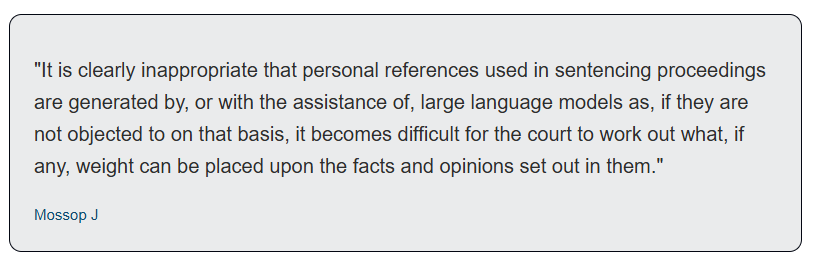 "It is clearly inappropriate that personal references used in sentencing proceedings
are generated by, or with the assistance of, large language models as, if they are
not objected to on that basis, it becomes difficult for the court to work out what, if
any, weight can be placed upon the facts and opinions set out in them."
Mossop J